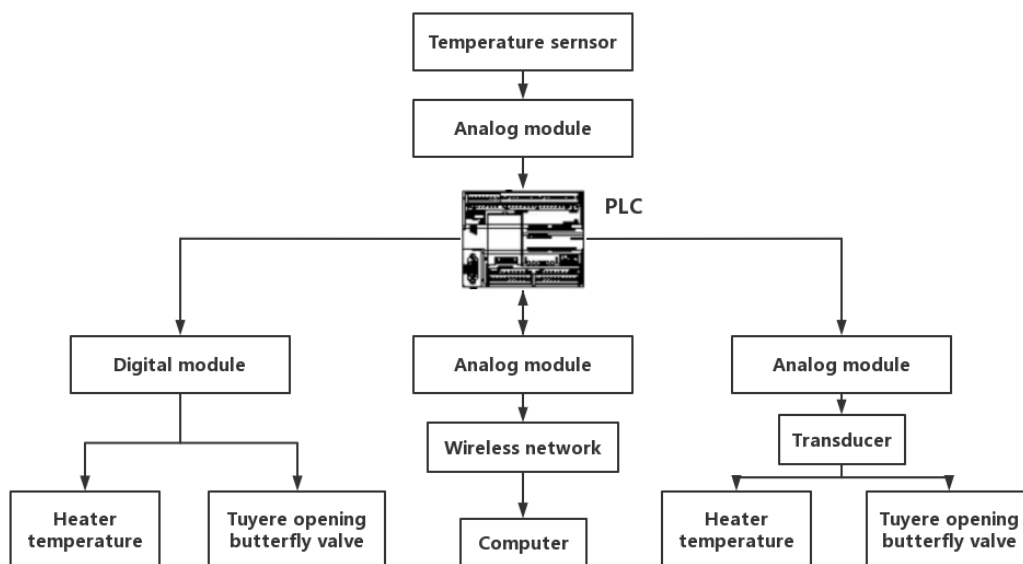 Temperature sernsor
Analog module
PLC
Digital module
Analog module
Analog module
Wireless network
Transducer
Heater
temperature
Tuyere opening
butterfly valve
Computer
Heater
temperature
Tuyere opening
butterfly valve